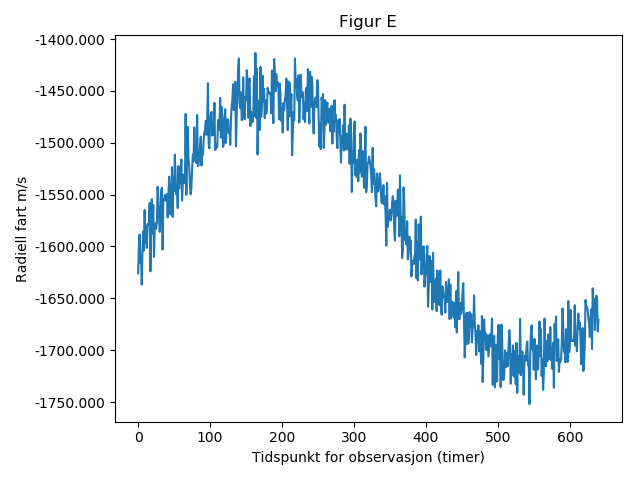 Figur E
-1400.000
-1450.000
-1500.000
-1550.000
-1600.000
-1650.000
-1700.000
-1750.000
Radiell fart m/s
0 100 200 300 400 500 600
Tidspunkt for observasjon (timer)